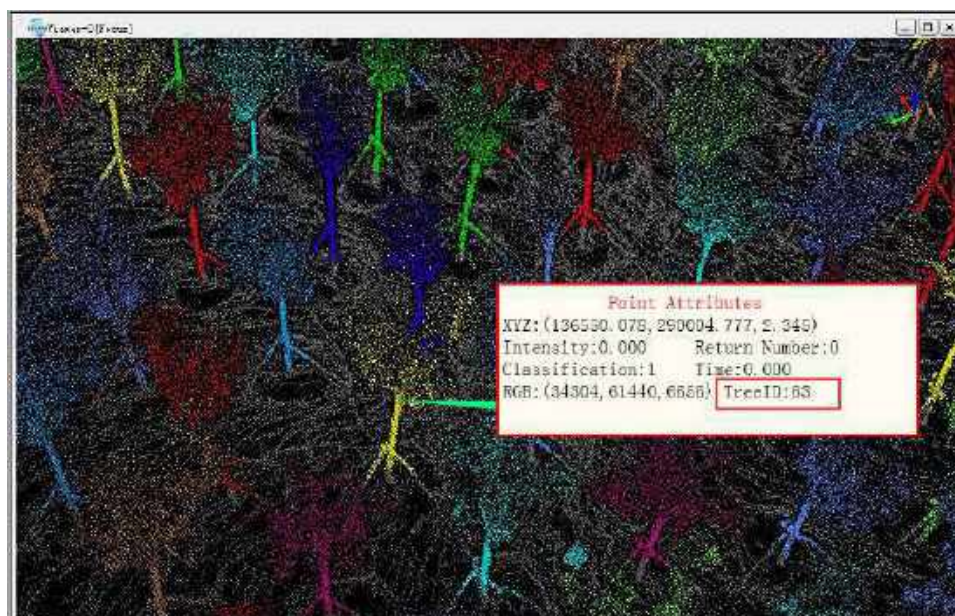 Point Attributes
XYZ:(136550.078,290004.777,2.345)
Intensity:0.000 Return Number:0
Classification:1 Time:0.000
RGB:(34304,61440,6656) TreeID:63